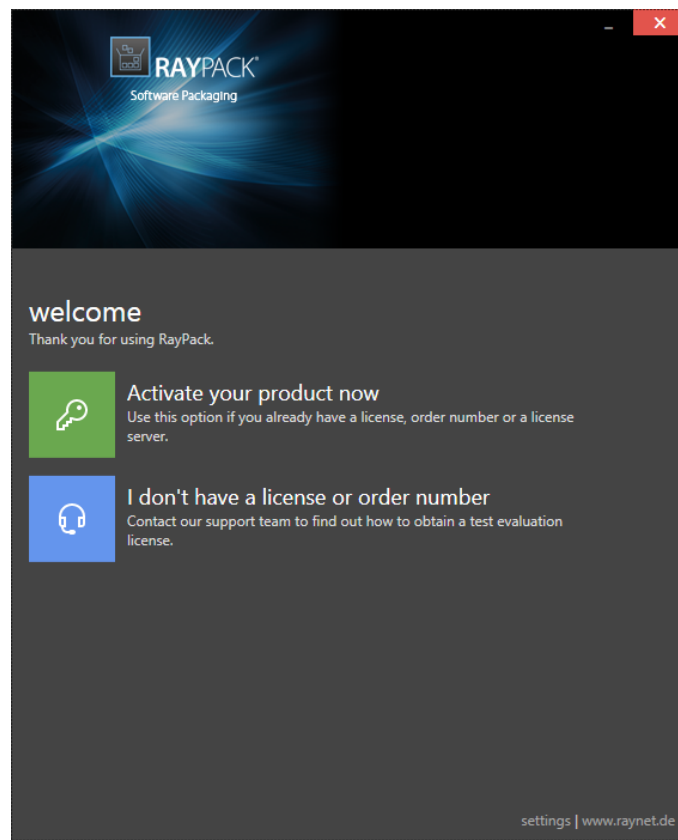 RAYPACK®
Software Packaging
welcome
Thank you for using RayPack.
Activate your product now
Use this option if you already have a license, order number or a license
server.
I don't have a license or order number
Contact our support team to find out how to obtain a test evaluation
license.
settings | www.raynet.de